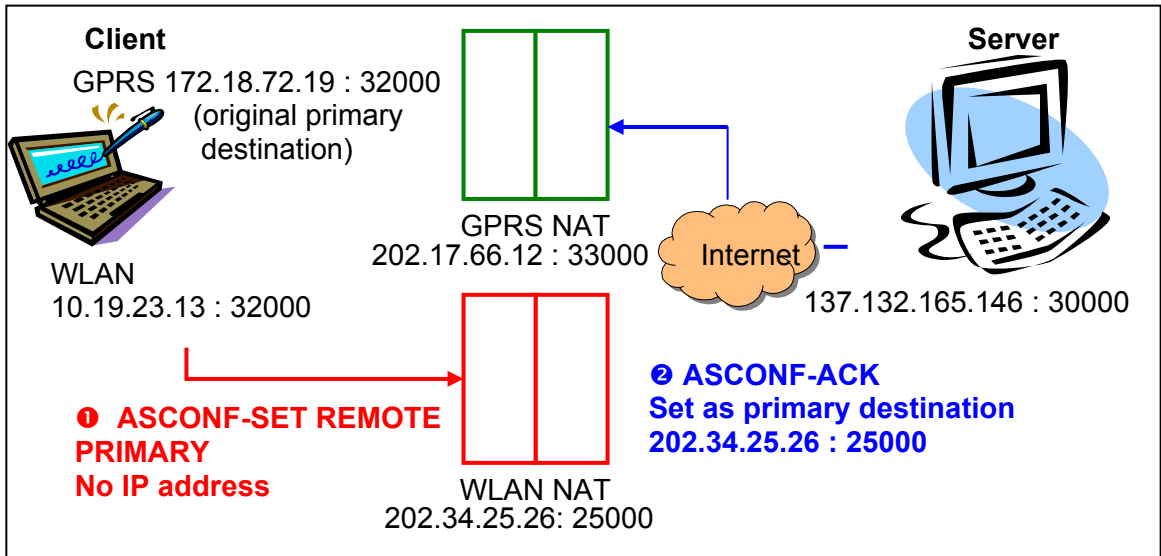 Client
GPRS 172.18.72.19 : 32000
(original primary
destination)
WLAN
10.19.23.13 : 32000
GPRS NAT
202.17.66.12 : 33000
Internet
Server
137.132.165.146 : 30000
❶ ASCONF-SET REMOTE
PRIMARY
No IP address
WLAN NAT
202.34.25.26: 25000
❷ ASCONF-ACK
Set as primary destination
202.34.25.26 : 25000